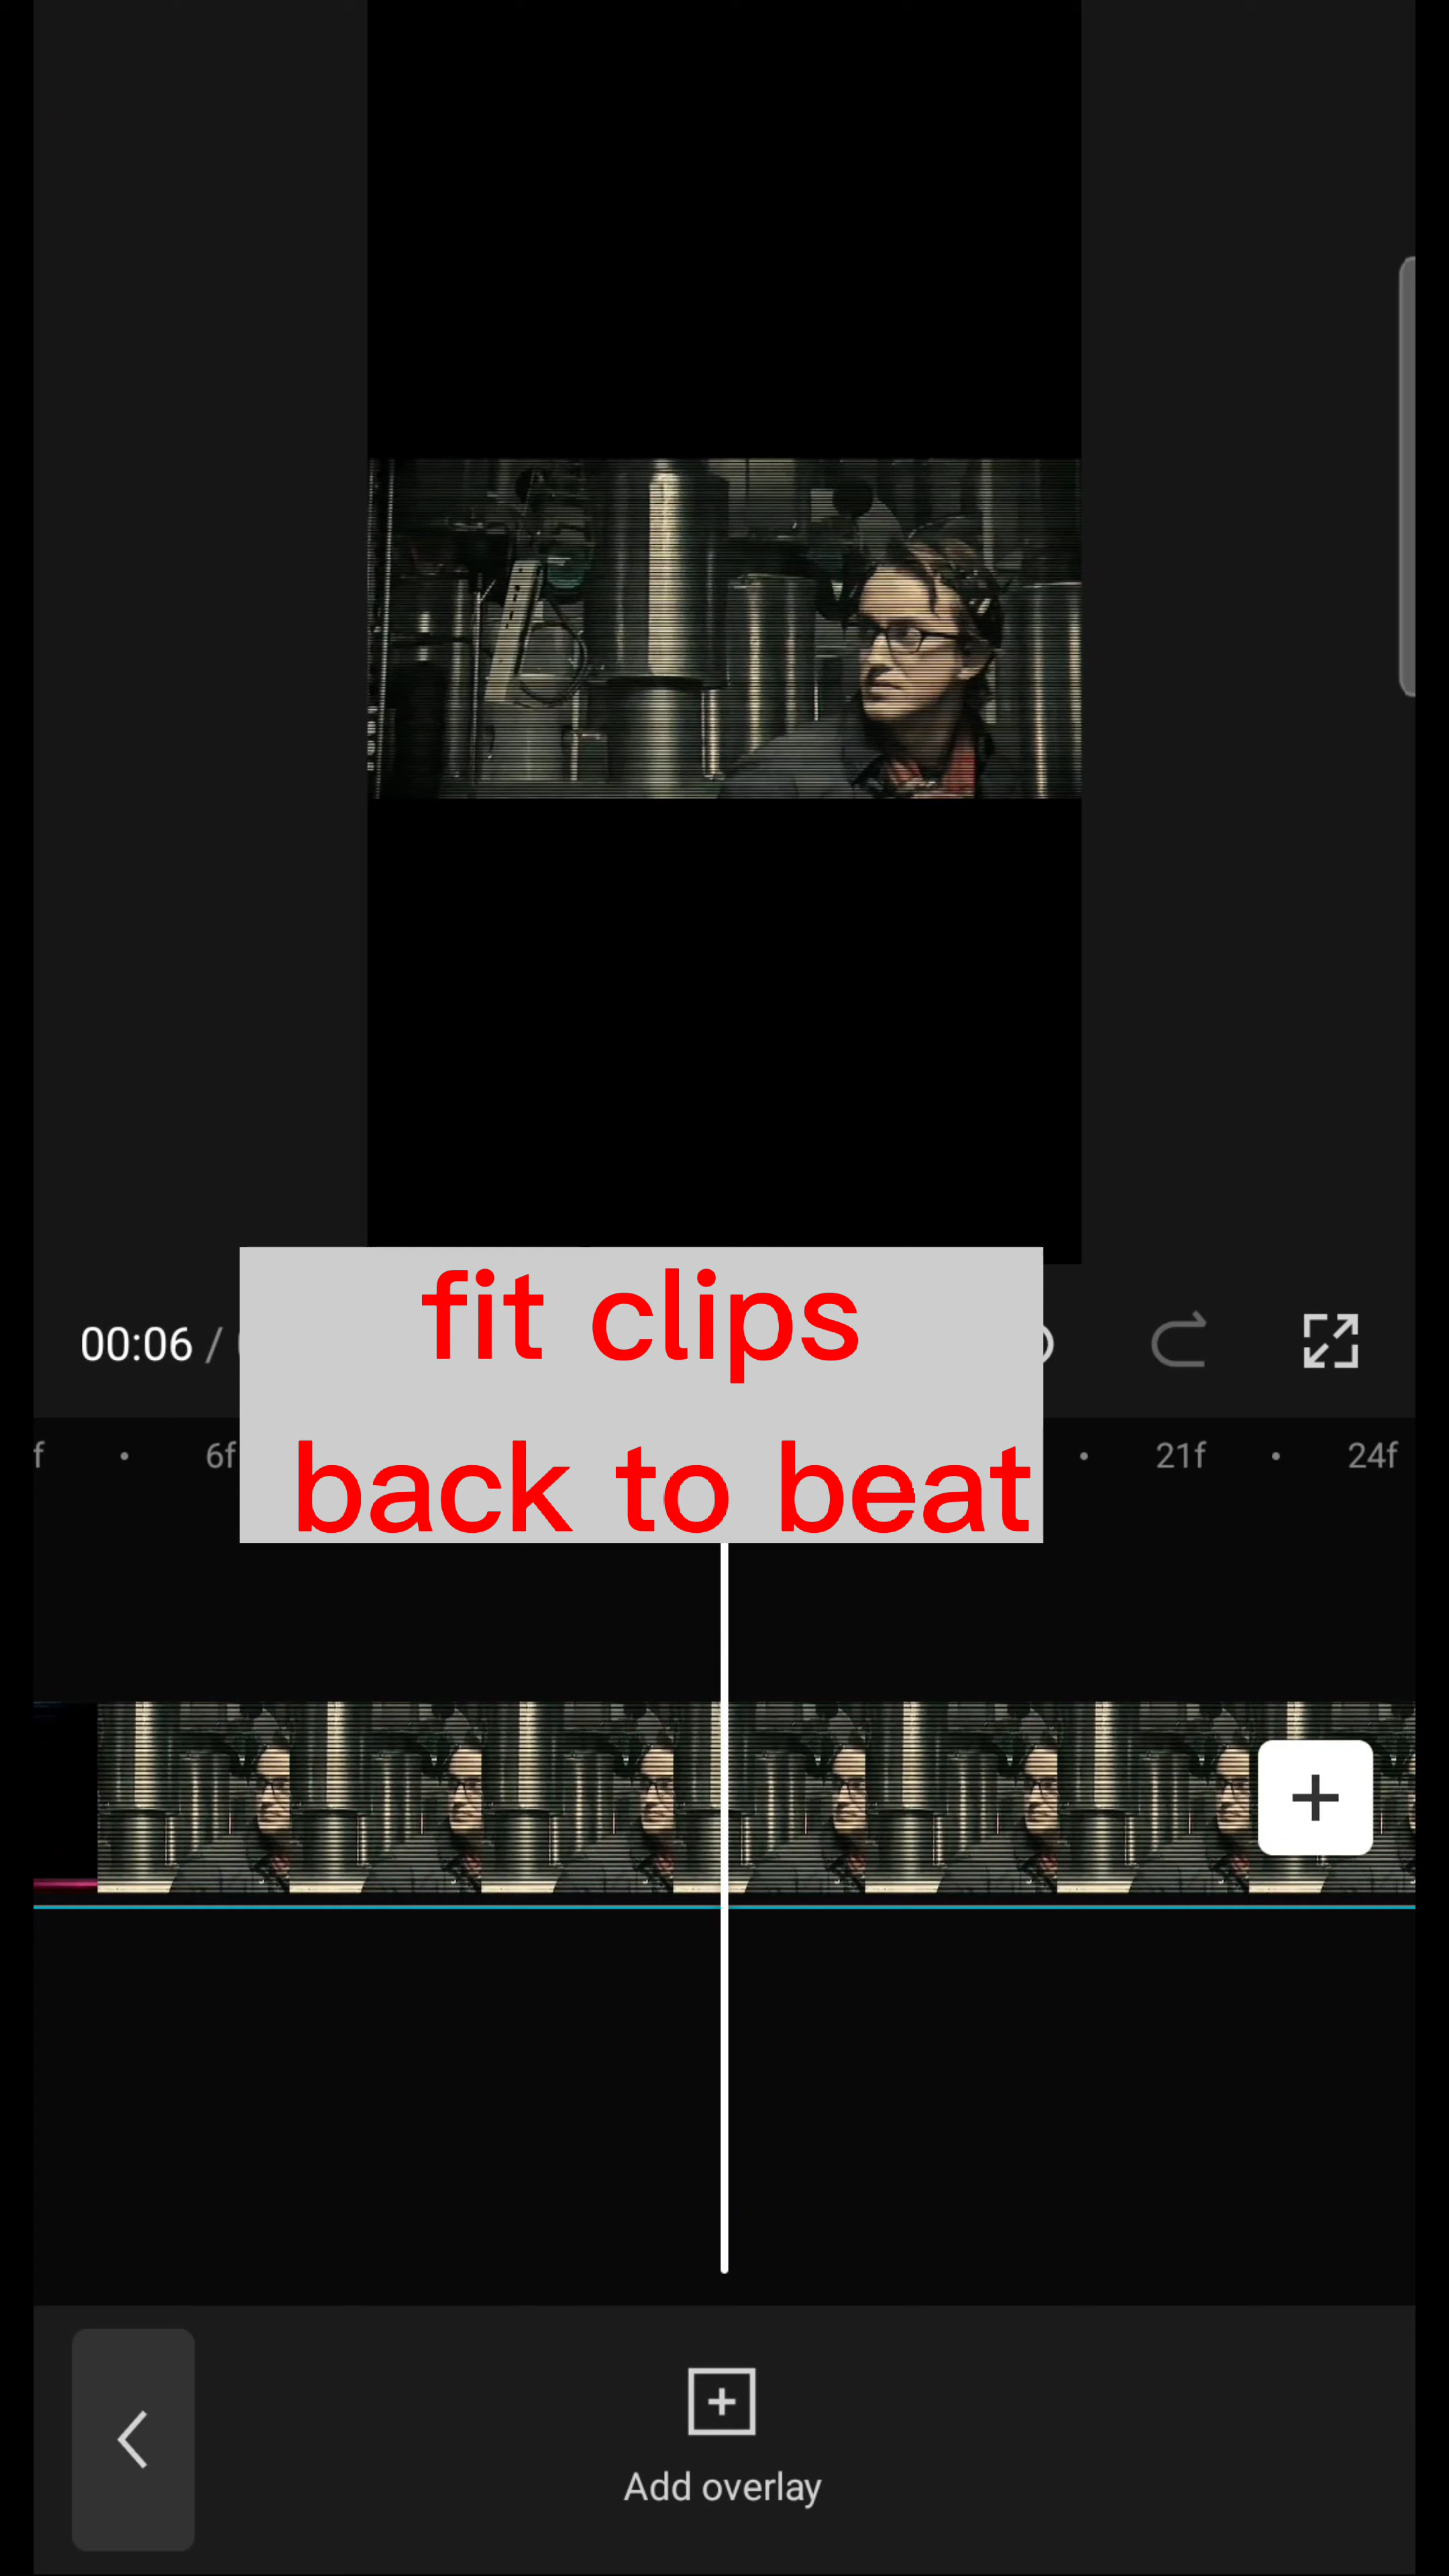 fit clips
00:06 /
f • 6f • 21f • 24f
back to beat
Add overlay